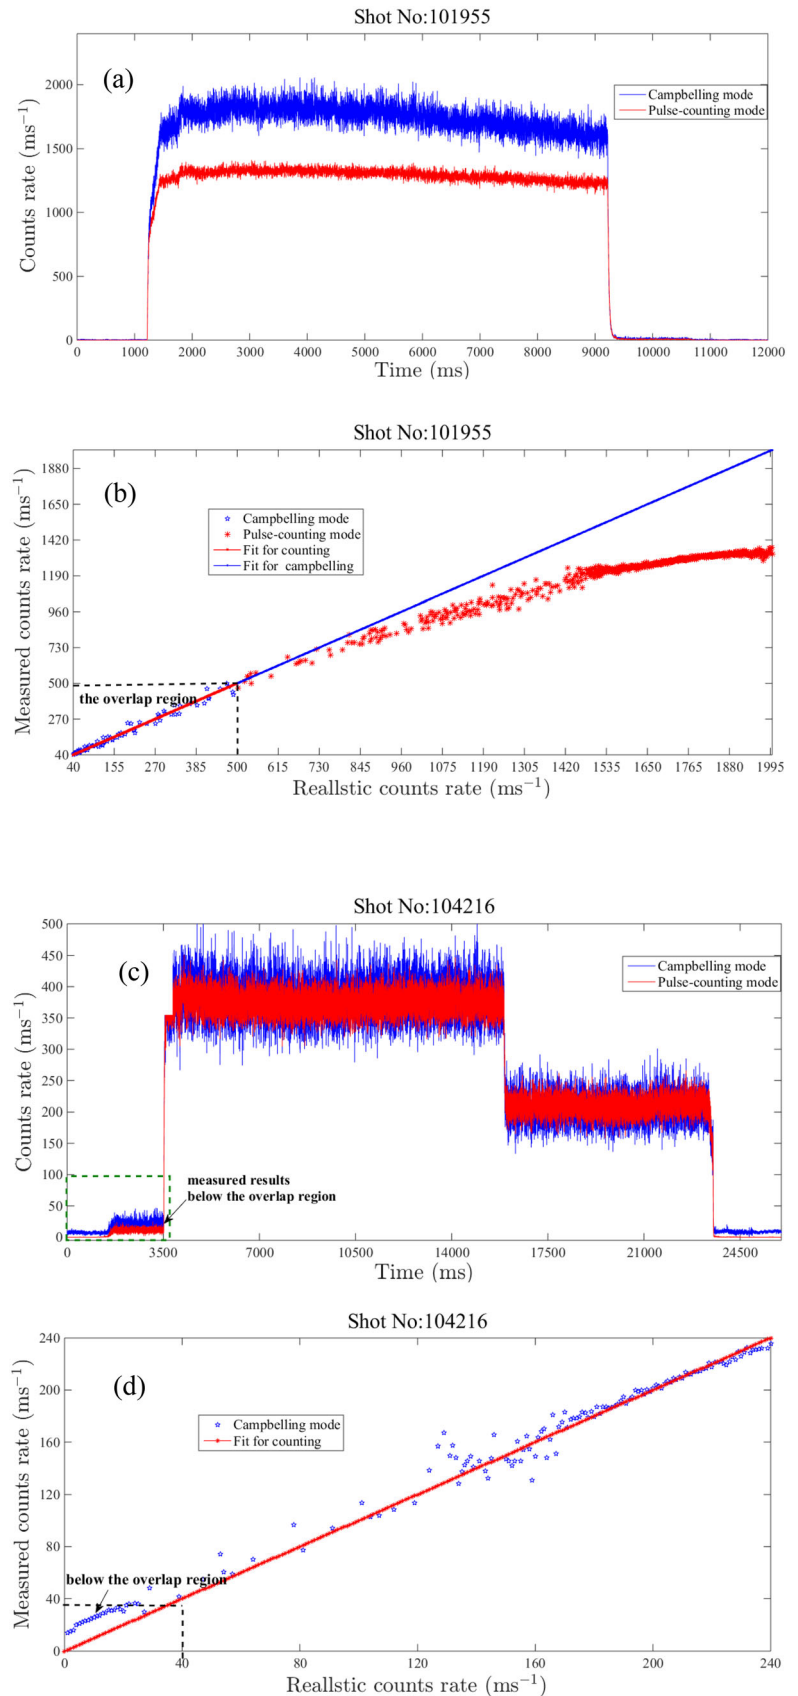 Shot No:101955
(a)
Campbelling mode
Pulse-counting mode
Counts rate (ms−1)
2000
1500
1000
500
0
0 1000 2000 3000 4000 5000 6000 7000 8000 9000 10000 11000 12000
Time (ms)
Shot No:101955
(b)
Campbelling mode
Pulse-counting mode
Fit for counting
Fit for campbelling
the overlap region
Measured counts rate (ms−1)
1880
1650
1420
1190
960
730
500
270
40
40 155 270 385 500 615 730 845 960 1075 1190 1305 1420 1535 1650 1765 1880 1995
Reallstic counts rate (ms−1)
Shot No:104216
(c)
Campbelling mode
Pulse-counting mode
measured results
below the overlap region
Counts rate (ms−1)
500
450
400
350
300
250
200
150
100
50
0
0 3500 7000 10500 14000 17500 21000 24500
Time (ms)
Shot No:104216
(d)
Campbelling mode
Fit for counting
below the overlap region
Measured counts rate (ms−1)
240
200
160
120
80
40
0
0 40 80 120 160 200 240
Reallstic counts rate (ms−1)